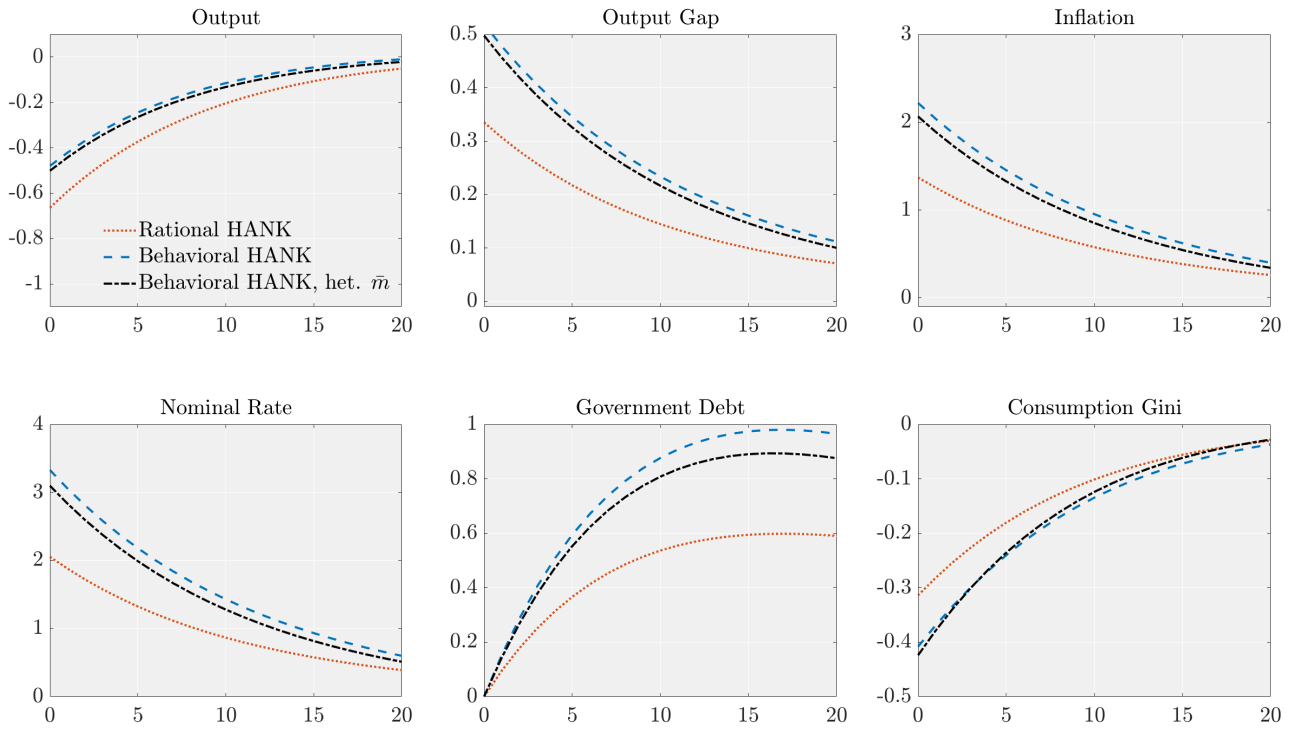 Output
0
-0.2
-0.4
-0.6
-0.8
-1
Rational HANK
Behavioral HANK
Behavioral HANK, het. m̄
0 5 10 15 20
Output Gap
0.5
0.4
0.3
0.2
0.1
0
0 5 10 15 20
Inflation
3
2
1
0
0 5 10 15 20
Nominal Rate
4
3
2
1
0
0 5 10 15 20
Government Debt
1
0.8
0.6
0.4
0.2
0
0 5 10 15 20
Consumption Gini
0
-0.1
-0.2
-0.3
-0.4
-0.5
0 5 10 15 20